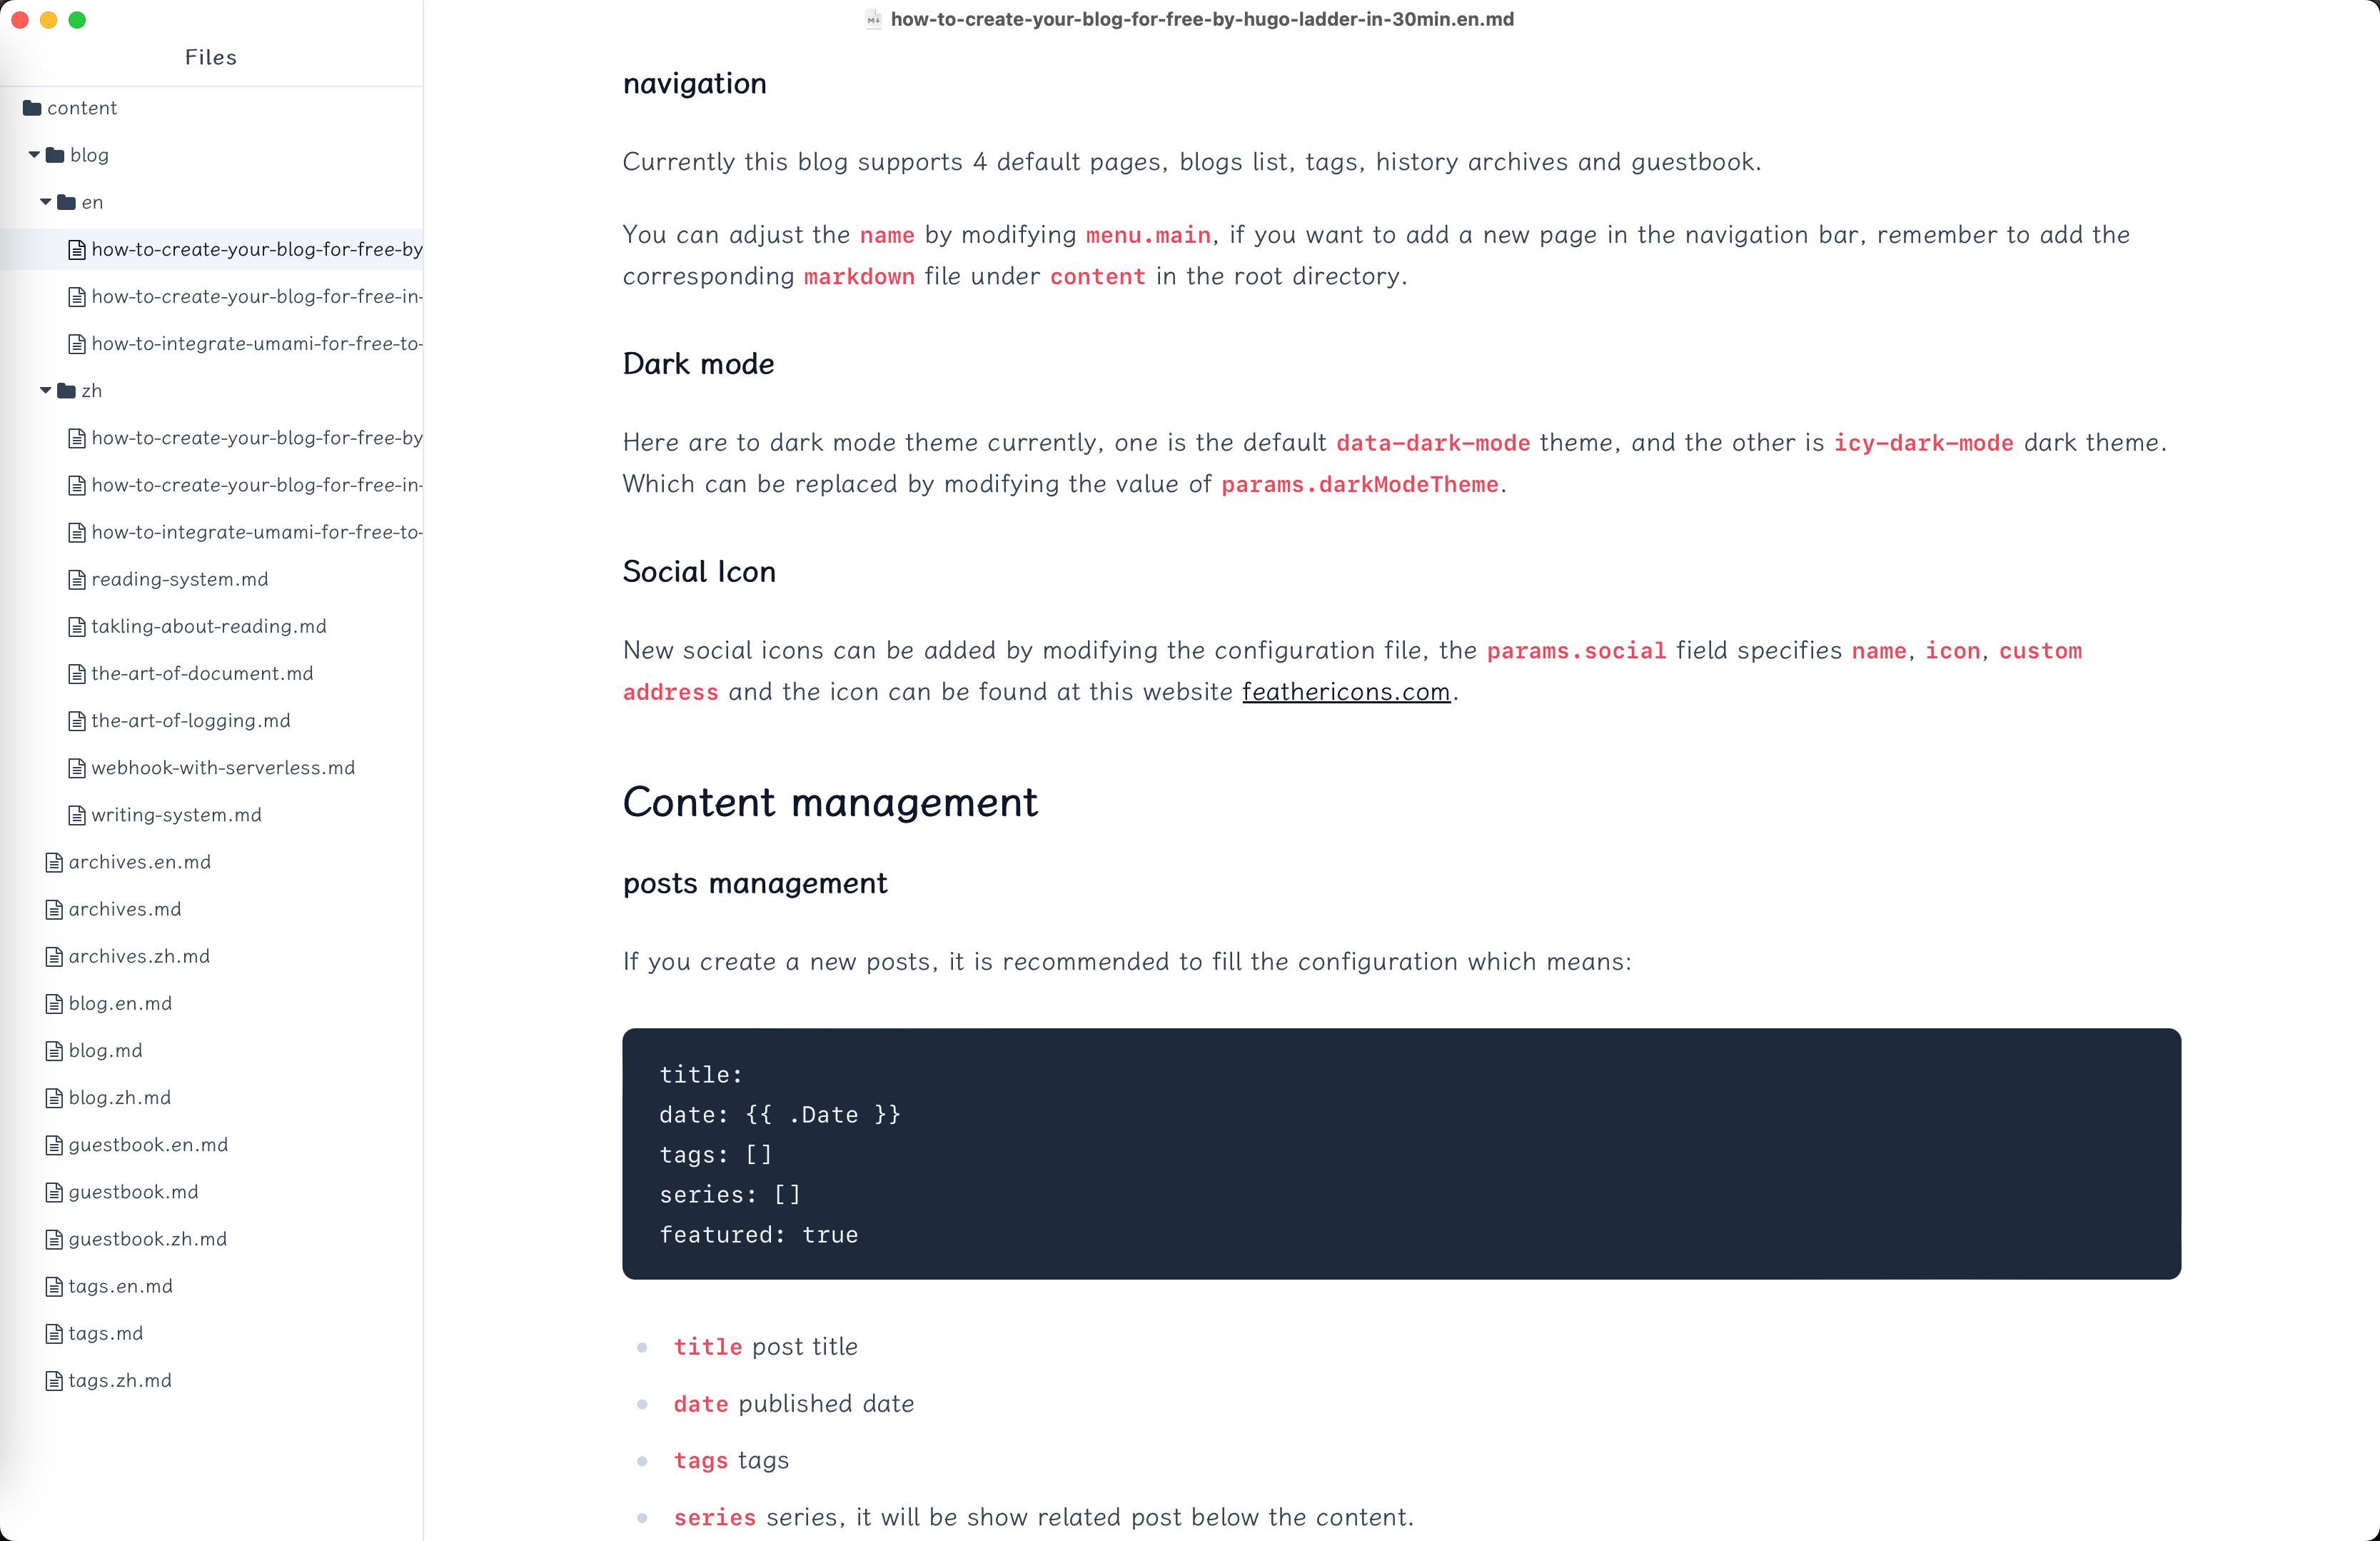 how-to-create-your-blog-for-free-by-hugo-ladder-in-30min.en.md
Files
content
blog
en
how-to-create-your-blog-for-free-by
how-to-create-your-blog-for-free-in-
how-to-integrate-umami-for-free-to-
zh
how-to-create-your-blog-for-free-by
how-to-create-your-blog-for-free-in-
how-to-integrate-umami-for-free-to-
reading-system.md
takling-about-reading.md
the-art-of-document.md
the-art-of-logging.md
webhook-with-serverless.md
writing-system.md
archives.en.md
archives.md
archives.zh.md
blog.en.md
blog.md
blog.zh.md
guestbook.en.md
guestbook.md
guestbook.zh.md
tags.en.md
tags.md
tags.zh.md
navigation
Currently this blog supports 4 default pages, blogs list, tags, history archives and guestbook.
You can adjust the name by modifying menu.main, if you want to add a new page in the navigation bar, remember to add the
corresponding markdown file under content in the root directory.
Dark mode
Here are to dark mode theme currently, one is the default data-dark-mode theme, and the other is icy-dark-mode dark theme.
Which can be replaced by modifying the value of params.darkModeTheme.
Social Icon
New social icons can be added by modifying the configuration file, the params.social field specifies name, icon, custom
address and the icon can be found at this website feathericons.com.
Content management
posts management
If you create a new posts, it is recommended to fill the configuration which means:
title:
date: {{ .Date }}
tags: []
series: []
featured: true
title post title
date published date
tags tags
series series, it will be show related post below the content.